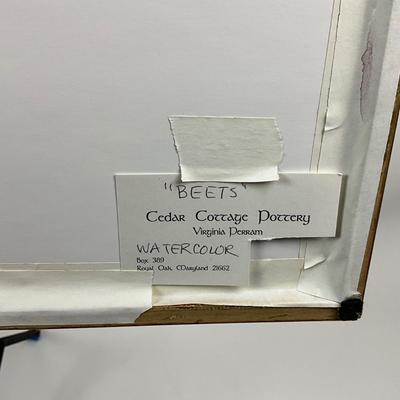 "BEETS"
Cedar Cottage Pottery
Virginia Perram
WATERCOLOR
Box 389
Royal Oak, Maryland 21662